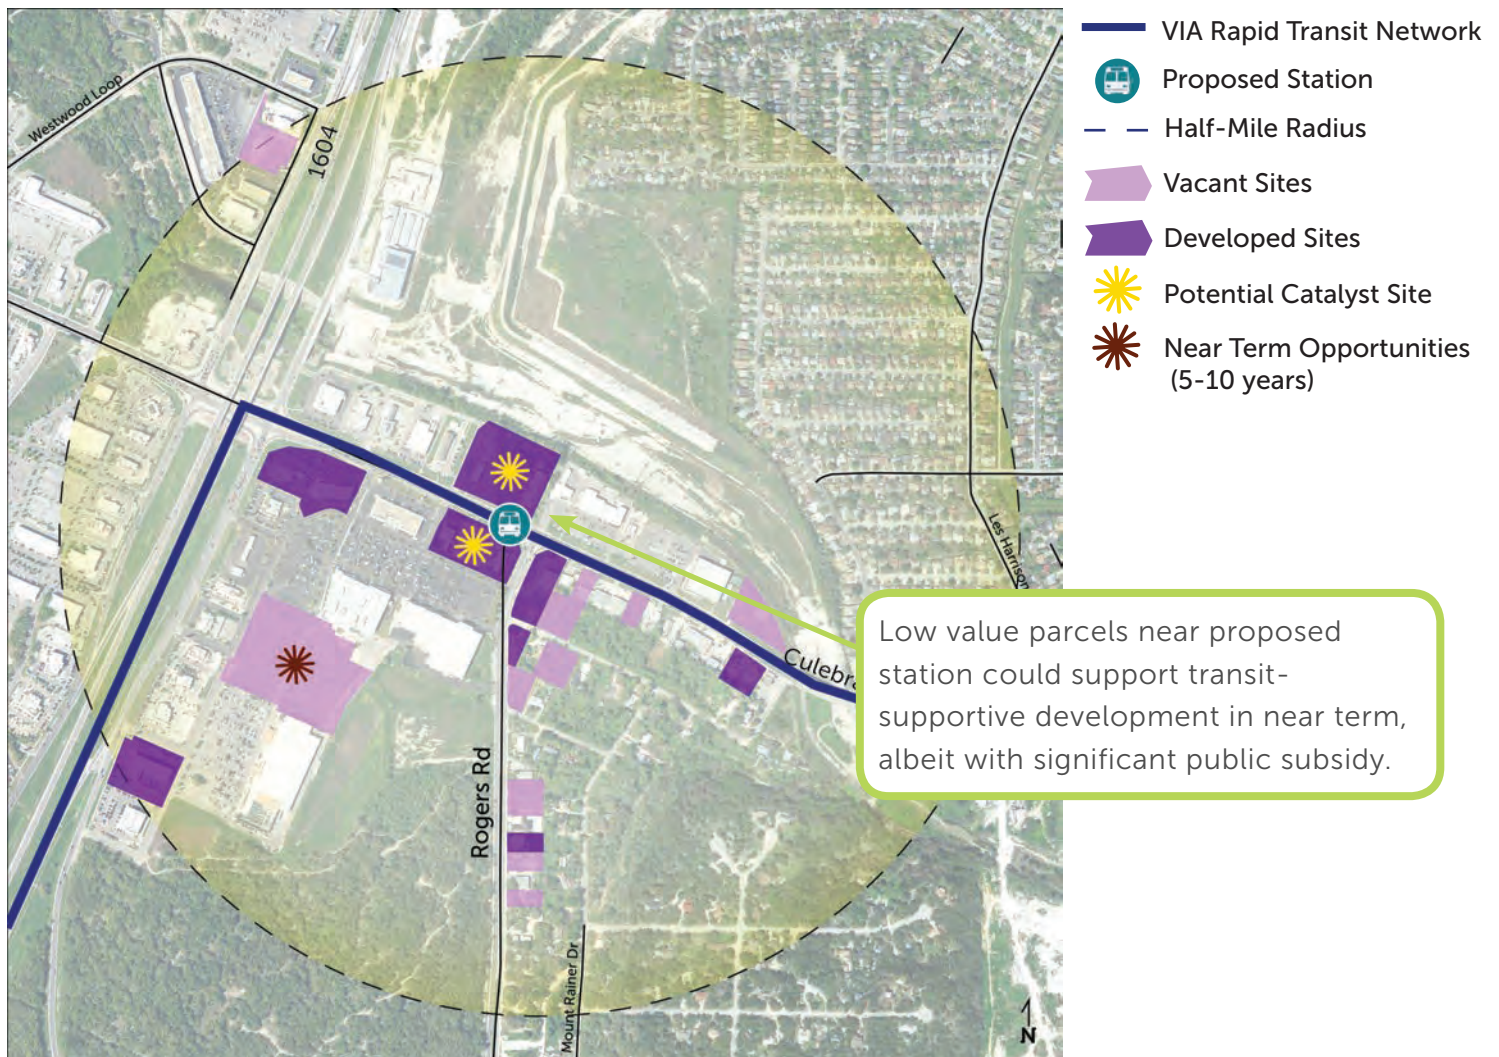 VIA Rapid Transit Network
Proposed Station
Half-Mile Radius
Vacant Sites
Developed Sites
Potential Catalyst Site
Near Term Opportunities
(5-10 years)
Westwood Loop
1604
Les Harrison
Culebra
Low value parcels near proposed
station could support transit-
supportive development in near term,
albeit with significant public subsidy.
Rogers Rd
Mount Rainer Dr
N